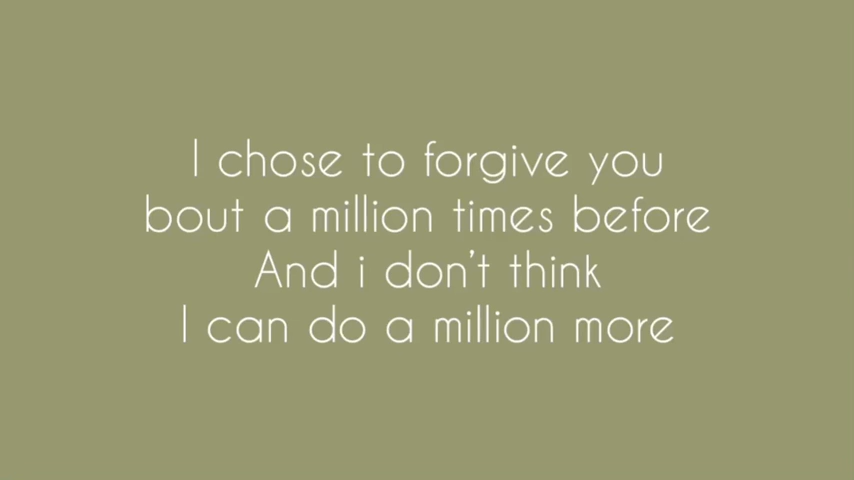 I chose to forgive you
bout a million times before
And i don't think
I can do a million more